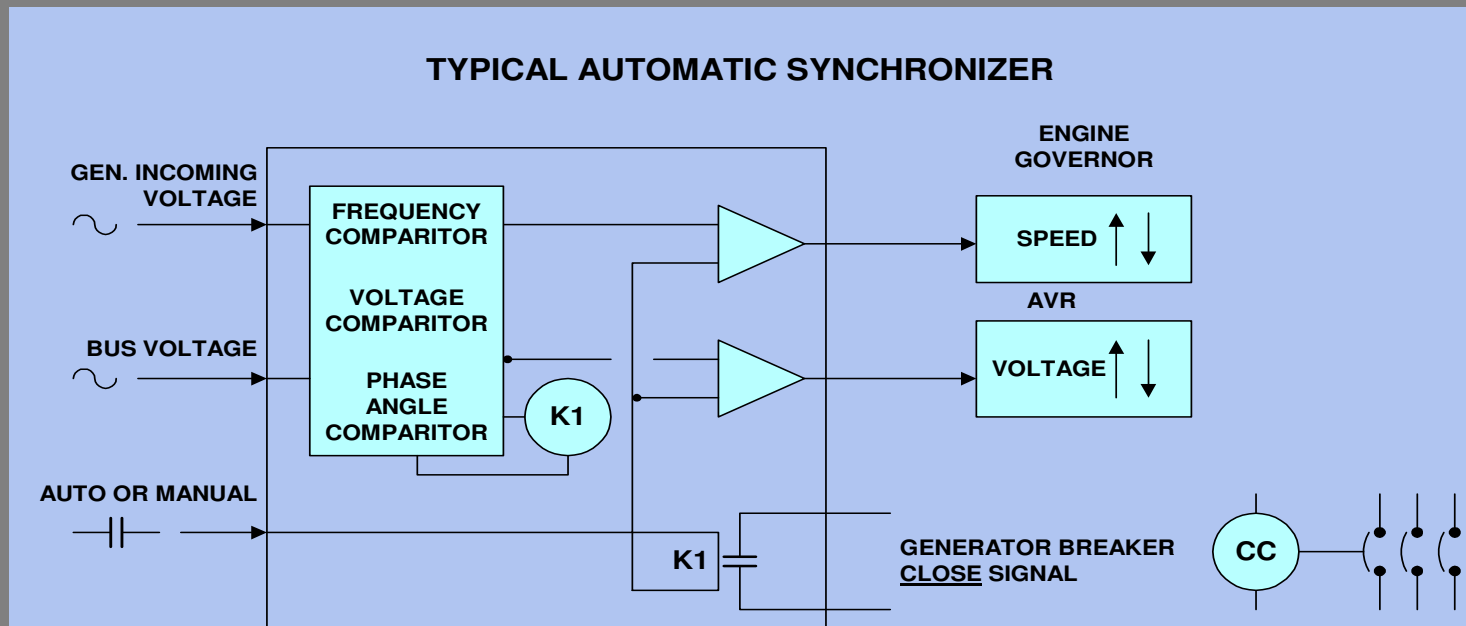 TYPICAL AUTOMATIC SYNCHRONIZER
GEN. INCOMING
VOLTAGE
BUS VOLTAGE
AUTO OR MANUAL
FREQUENCY
COMPARITOR
VOLTAGE
COMPARITOR
PHASE
ANGLE
COMPARITOR
K1
K1
ENGINE
GOVERNOR
SPEED
AVR
VOLTAGE
GENERATOR BREAKER
CLOSE SIGNAL
CC